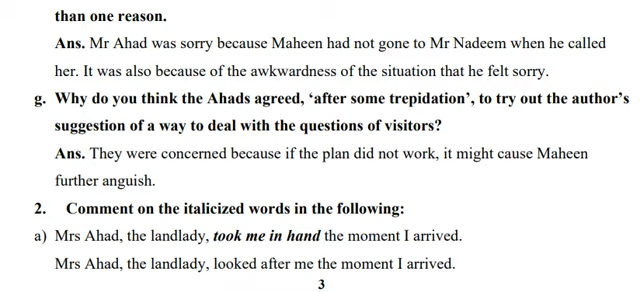 than one reason.
Ans. Mr Ahad was sorry because Maheen had not gone to Mr Nadeem when he called
her. It was also because of the awkwardness of the situation that he felt sorry.
g. Why do you think the Ahads agreed, ‘after some trepidation’, to try out the author’s
suggestion of a way to deal with the questions of visitors?
Ans. They were concerned because if the plan did not work, it might cause Maheen
further anguish.
2. Comment on the italicized words in the following:
a) Mrs Ahad, the landlady, took me in hand the moment I arrived.
Mrs Ahad, the landlady, looked after me the moment I arrived.
3